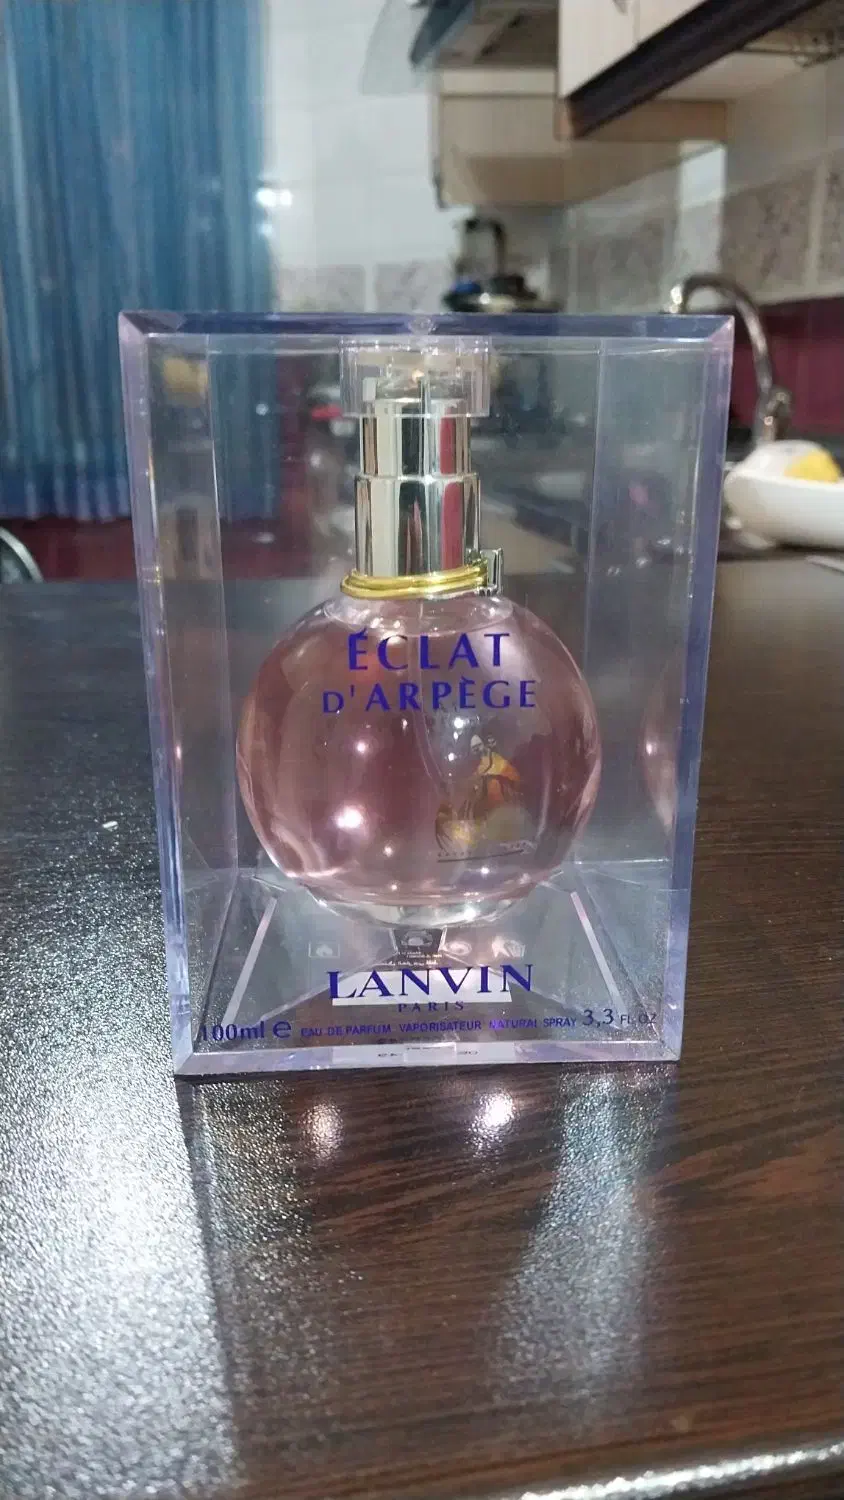 ÉCLAT
D'ARPÈGE
LANVIN
PARIS
100ml e EAU DE PARFUM VAPORISATEUR NATURAL SPRAY 3,3 FL. OZ